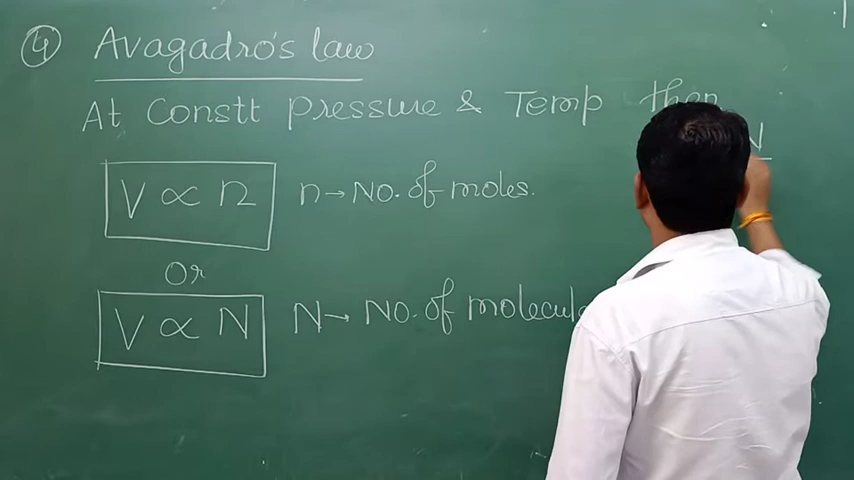 ④ Avagadro's law
At Constt pressure & Temp then
V ∝ n n → No. of moles.
Or
V ∝ N N → No. of molecul
N